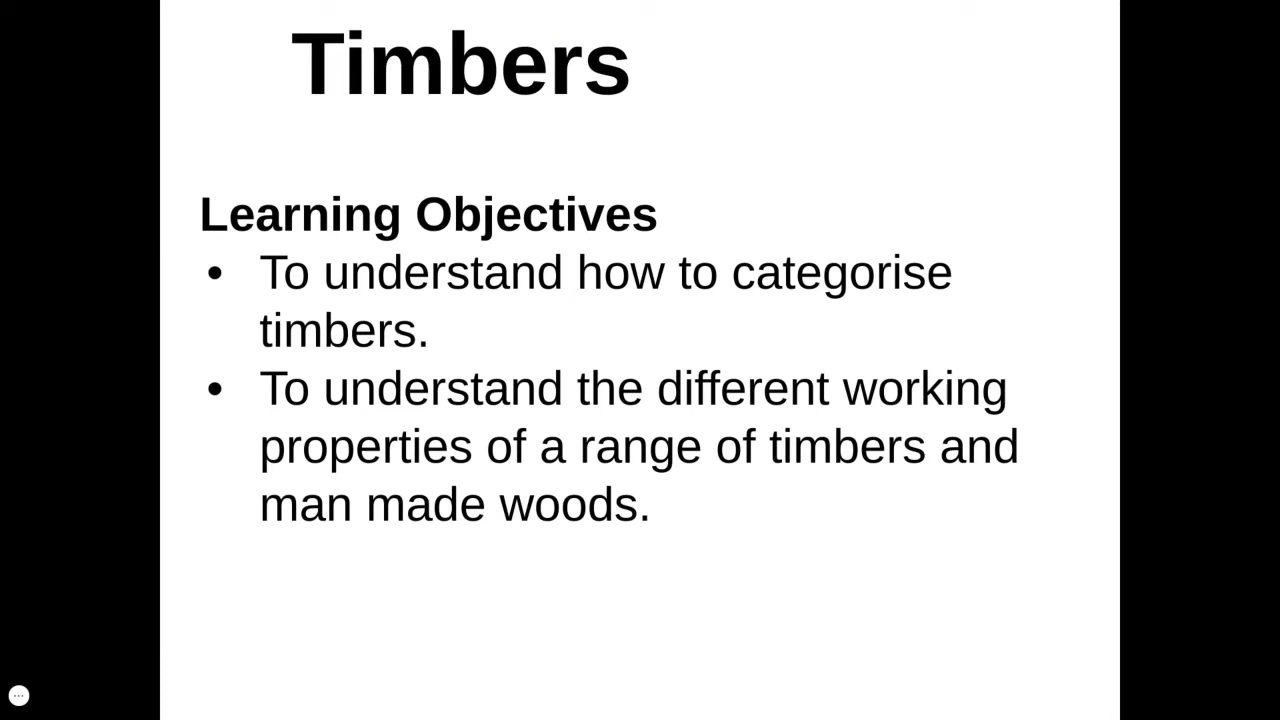 Timbers
Learning Objectives
• To understand how to categorise
timbers.
• To understand the different working
properties of a range of timbers and
man made woods.